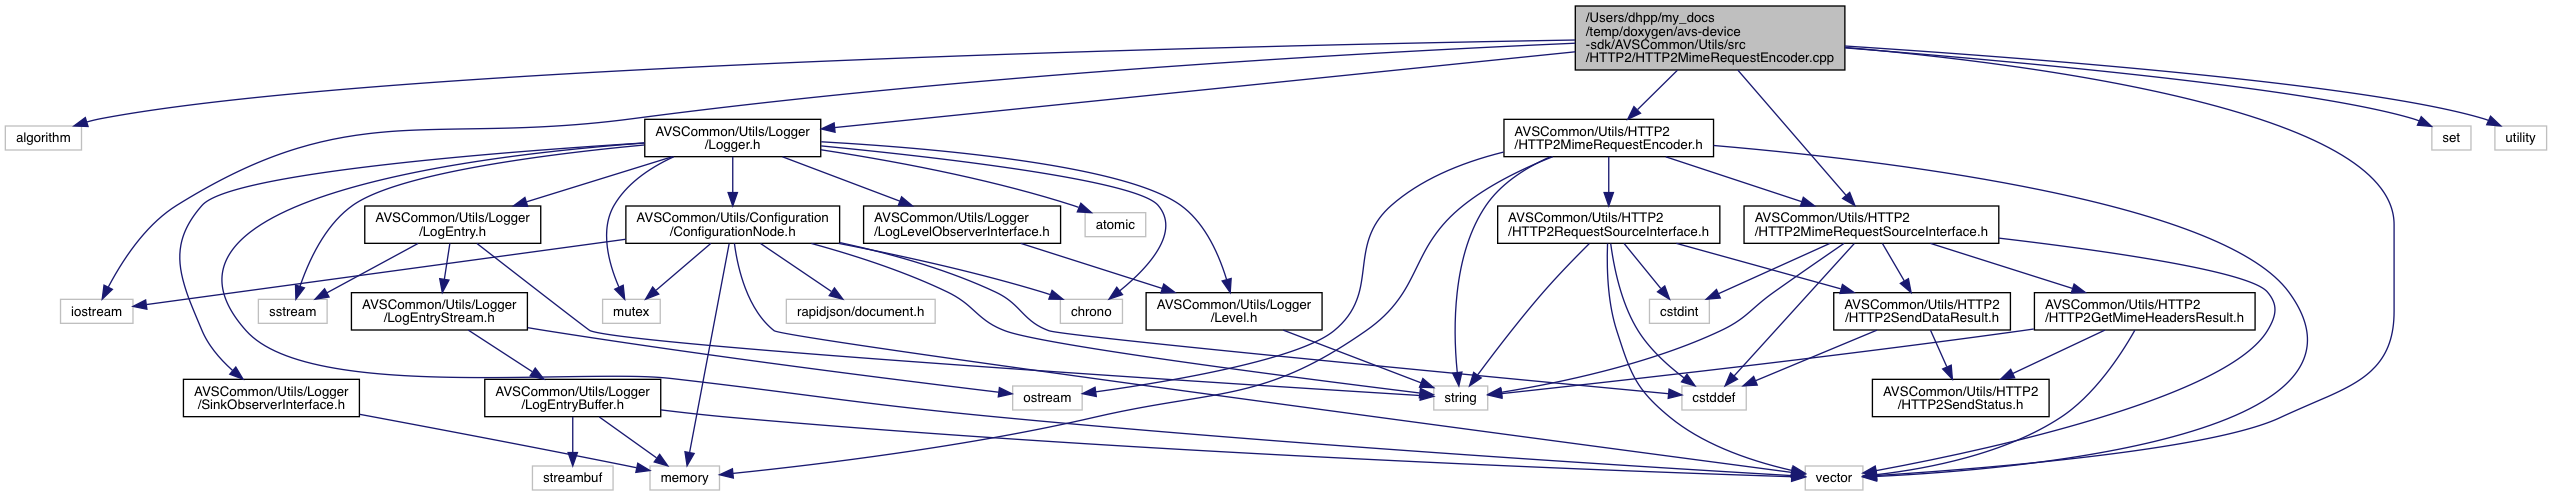 /Users/dhpp/my_docs
/temp/doxygen/avs-device
-sdk/AVSCommon/Utils/src
/HTTP2/HTTP2MimeRequestEncoder.cpp
algorithm
AVSCommon/Utils/Logger
/Logger.h
AVSCommon/Utils/HTTP2
/HTTP2MimeRequestEncoder.h
set
utility
AVSCommon/Utils/Logger
/LogEntry.h
AVSCommon/Utils/Configuration
/ConfigurationNode.h
AVSCommon/Utils/Logger
/LogLevelObserverInterface.h
atomic
AVSCommon/Utils/HTTP2
/HTTP2RequestSourceInterface.h
AVSCommon/Utils/HTTP2
/HTTP2MimeRequestSourceInterface.h
iostream
sstream
AVSCommon/Utils/Logger
/LogEntryStream.h
mutex
rapidjson/document.h
chrono
AVSCommon/Utils/Logger
/Level.h
cstdint
AVSCommon/Utils/HTTP2
/HTTP2SendDataResult.h
AVSCommon/Utils/HTTP2
/HTTP2GetMimeHeadersResult.h
AVSCommon/Utils/Logger
/SinkObserverInterface.h
AVSCommon/Utils/Logger
/LogEntryBuffer.h
ostream
string
cstddef
AVSCommon/Utils/HTTP2
/HTTP2SendStatus.h
streambuf
memory
vector